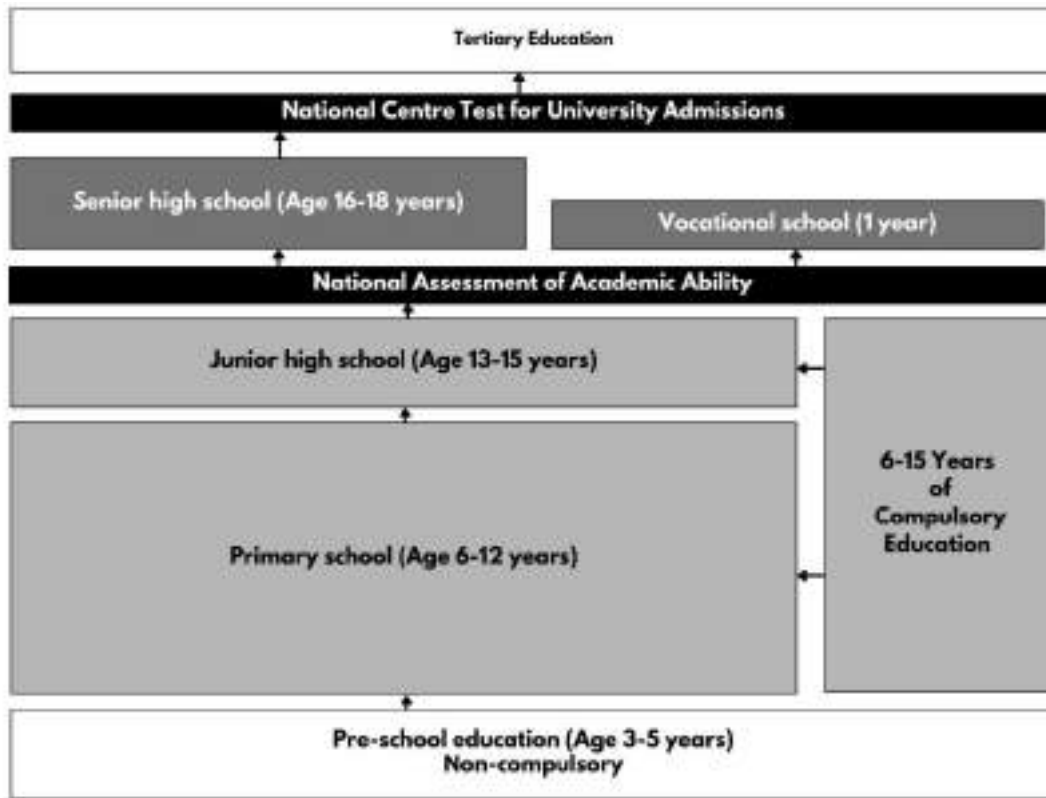 Tertiary Education
National Centre Test for University Admissions
Senior high school (Age 16-18 years)
Vocational school (1 year)
National Assessment of Academic Ability
Junior high school (Age 13-15 years)
6-15 Years
of
Compulsory
Education
Primary school (Age 6-12 years)
Pre-school education (Age 3-5 years)
Non-compulsory